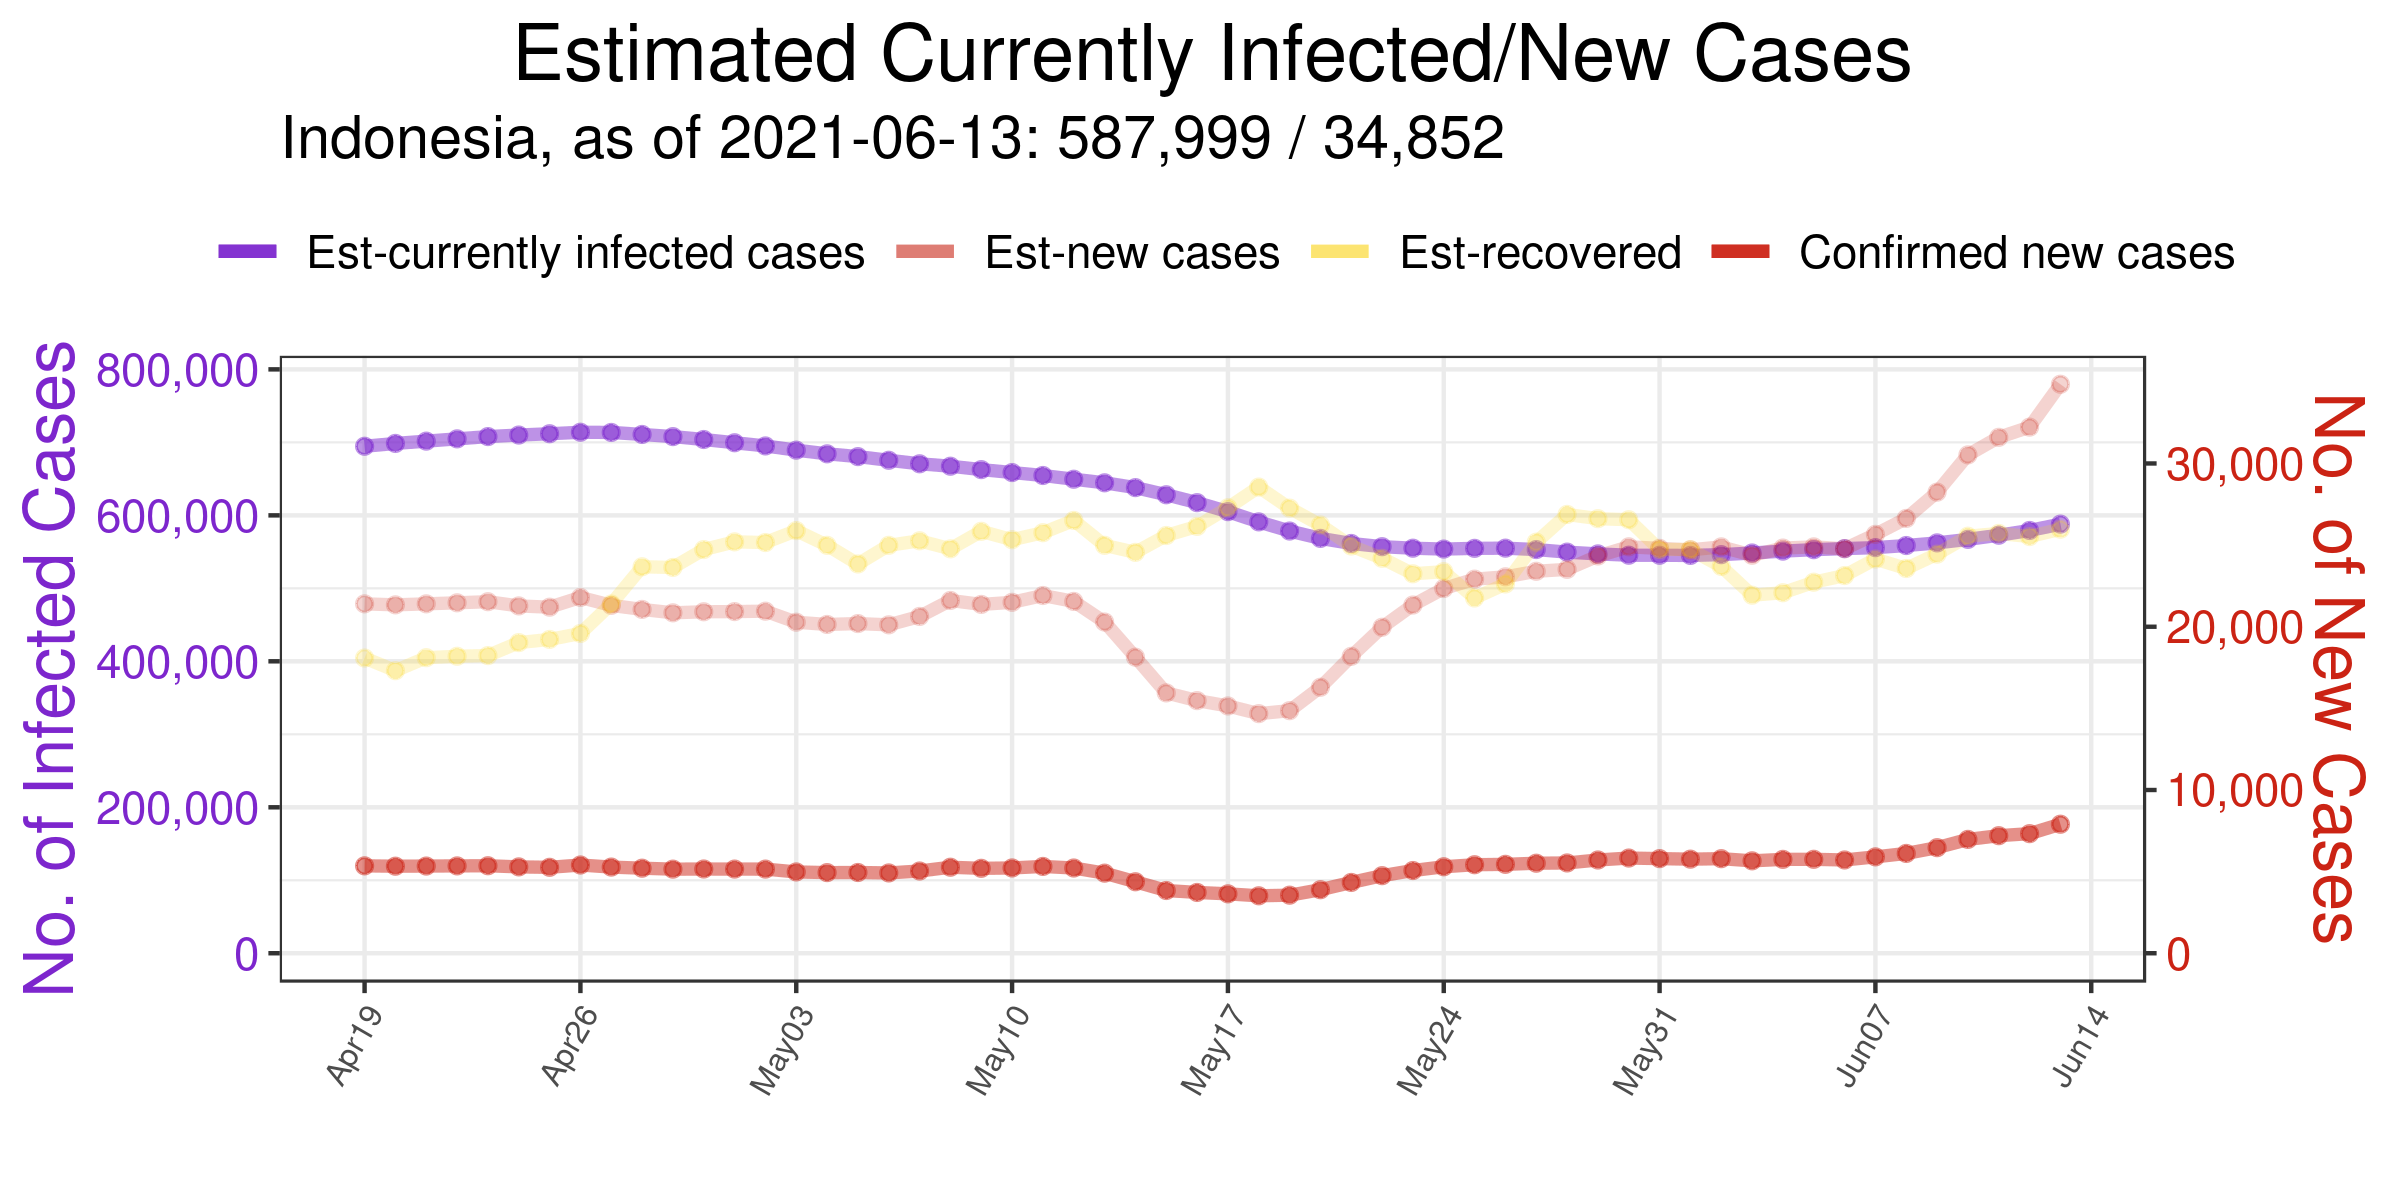 Estimated Currently Infected/New Cases
Indonesia, as of 2021-06-13: 587,999 / 34,852
Est-currently infected cases Est-new cases Est-recovered Confirmed new cases
No. of Infected Cases
800,000
600,000
400,000
200,000
0
30,000
20,000
10,000
0
No. of New Cases
Apr19 Apr26 May03 May10 May17 May24 May31 Jun07 Jun14